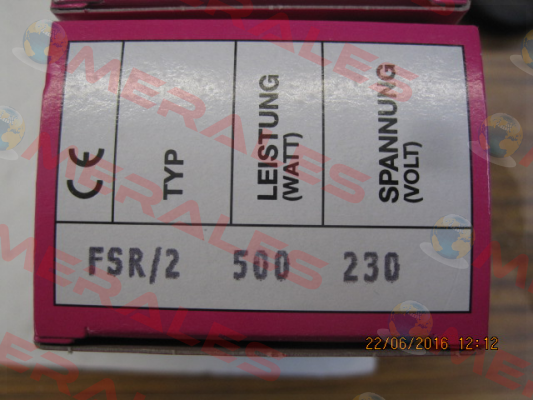 CE
TYP
LEISTUNG
(WATT)
SPANNUNG
(VOLT)
FSR/2 500 230
MERALES
22/06/2016 12:12